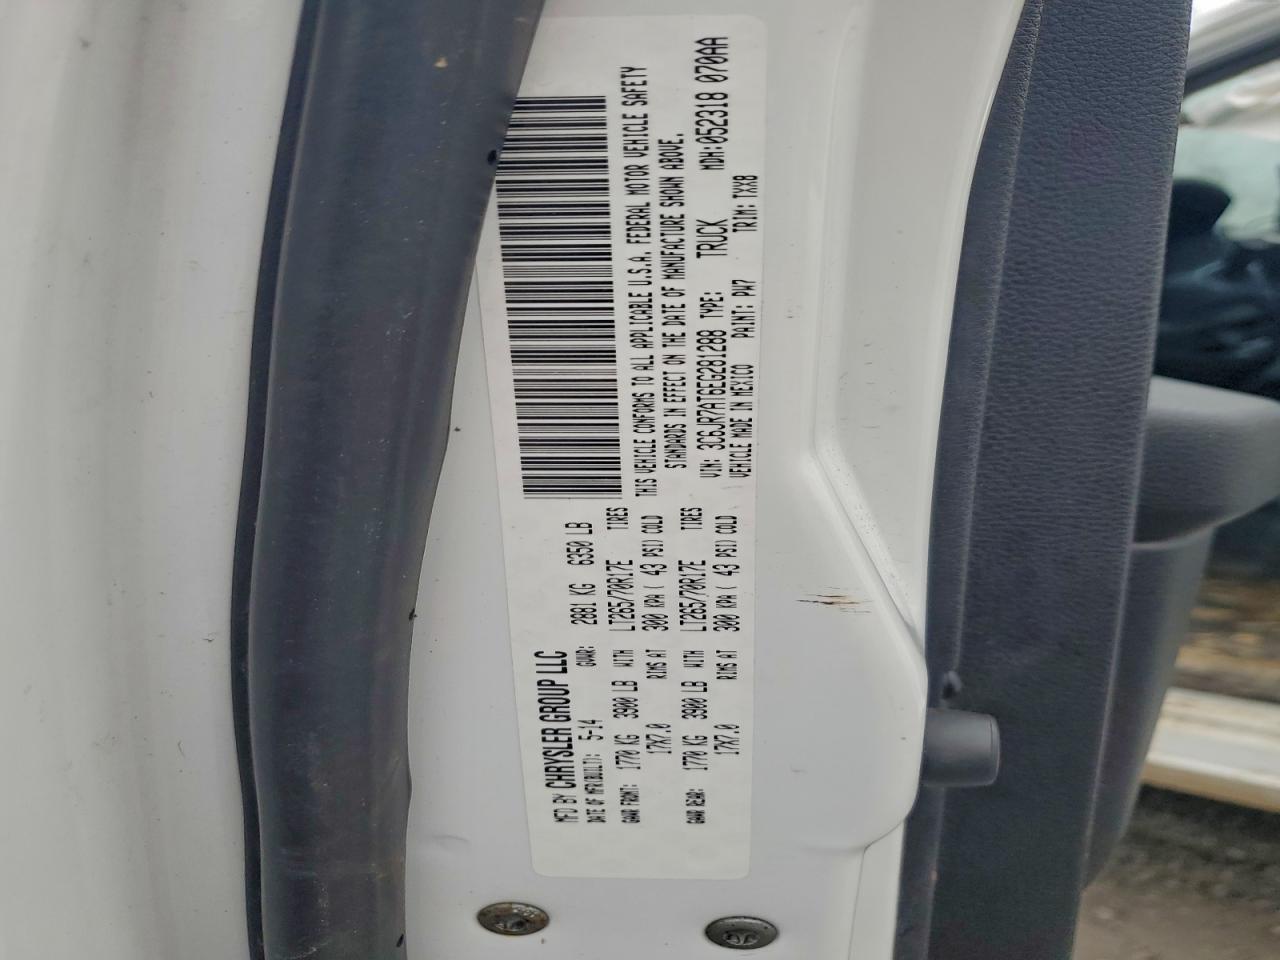 MFD BY CHRYSLER GROUP LLC
DATE OF MFR(BUILT): 5-14 GVWR: 2881 KG 6350 LB
GAWR FRONT: 1770 KG 3900 LB WITH LT265/70R17E TIRES
17X7.0 RIMS AT 300 KPA ( 43 PSI) COLD
GAWR REAR: 1770 KG 3900 LB WITH LT265/70R17E TIRES
17X7.0 RIMS AT 300 KPA ( 43 PSI) COLD
THIS VEHICLE CONFORMS TO ALL APPLICABLE U.S.A. FEDERAL MOTOR VEHICLE SAFETY
STANDARDS IN EFFECT ON THE DATE OF MANUFACTURE SHOWN ABOVE.
VIN: 3C6JR7AT6EG281288 TYPE: TRUCK MDH: 052318 070AA
VEHICLE MADE IN MEXICO PAINT: PW7 TRIM: TXX8